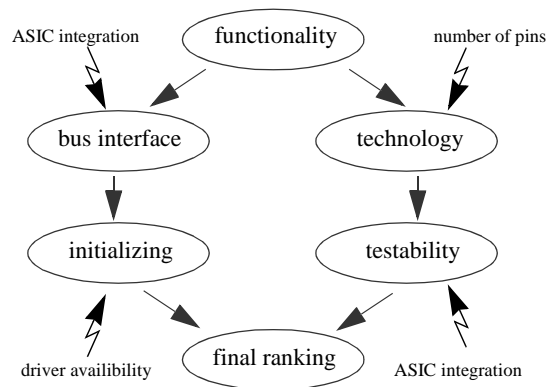 ASIC integration
functionality
number of pins
bus interface
technology
initializing
testability
driver availibility
final ranking
ASIC integration